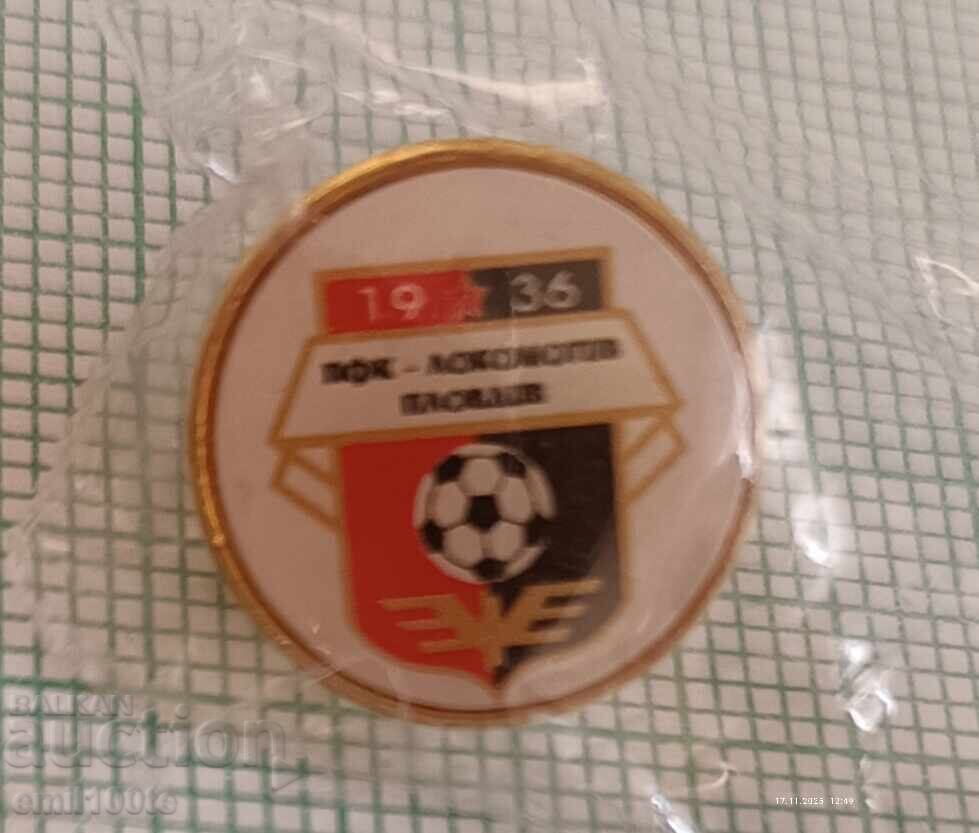 19 36
ПФК - ЛОКОМОТИВ
ПЛОВДИВ
BALKAN
auction
emil100te
17.11.2023 12:49